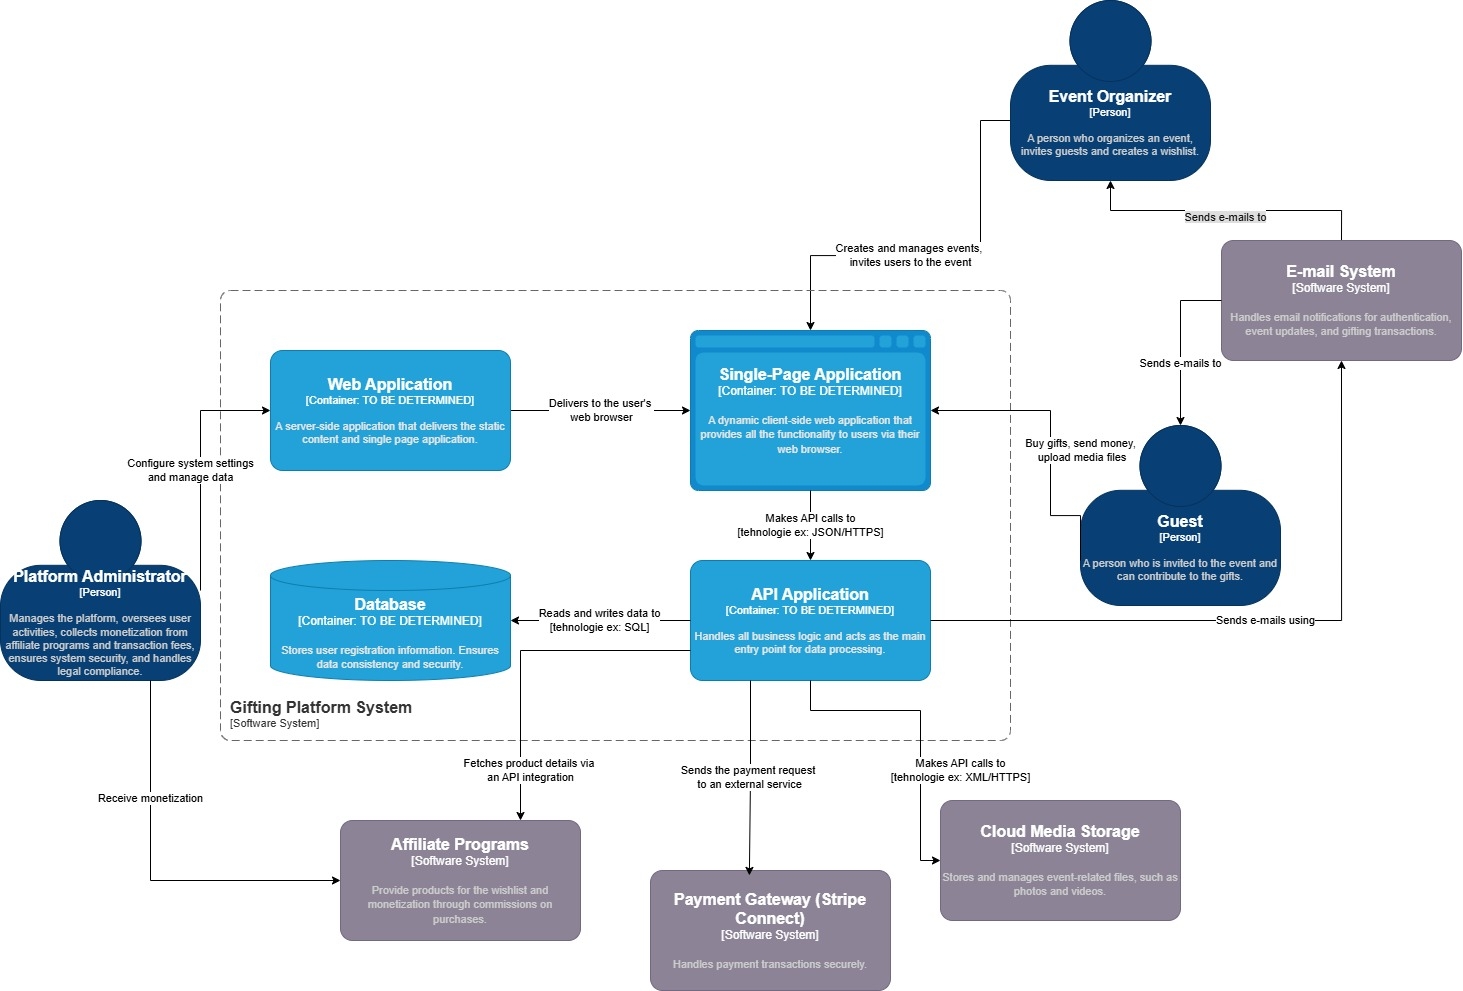 Event Organizer
[Person]
A person who organizes an event,
invites guests and creates a wishlist.
Sends e-mails to
Creates and manages events,
invites users to the event
E-mail System
[Software System]
Handles email notifications for authentication,
event updates, and gifting transactions.
Sends e-mails to
Web Application
[Container: TO BE DETERMINED]
A server-side application that delivers the static
content and single page application.
Delivers to the user's
web browser
Single-Page Application
[Container: TO BE DETERMINED]
A dynamic client-side web application that
provides all the functionality to users via their
web browser.
Buy gifts, send money,
upload media files
Configure system settings
and manage data
Guest
[Person]
A person who is invited to the event and
can contribute to the gifts.
Makes API calls to
[tehnologie ex: JSON/HTTPS]
Platform Administrator
[Person]
Manages the platform, oversees user
activities, collects monetization from
affiliate programs and transaction fees,
ensures system security, and handles
legal compliance.
Database
[Container: TO BE DETERMINED]
Stores user registration information. Ensures
data consistency and security.
Reads and writes data to
[tehnologie ex: SQL]
API Application
[Container: TO BE DETERMINED]
Handles all business logic and acts as the main
entry point for data processing.
Sends e-mails using
Gifting Platform System
[Software System]
Fetches product details via
an API integration
Sends the payment request
to an external service
Makes API calls to
[tehnologie ex: XML/HTTPS]
Receive monetization
Affiliate Programs
[Software System]
Provide products for the wishlist and
monetization through commissions on
purchases.
Payment Gateway (Stripe
Connect)
[Software System]
Handles payment transactions securely.
Cloud Media Storage
[Software System]
Stores and manages event-related files, such as
photos and videos.